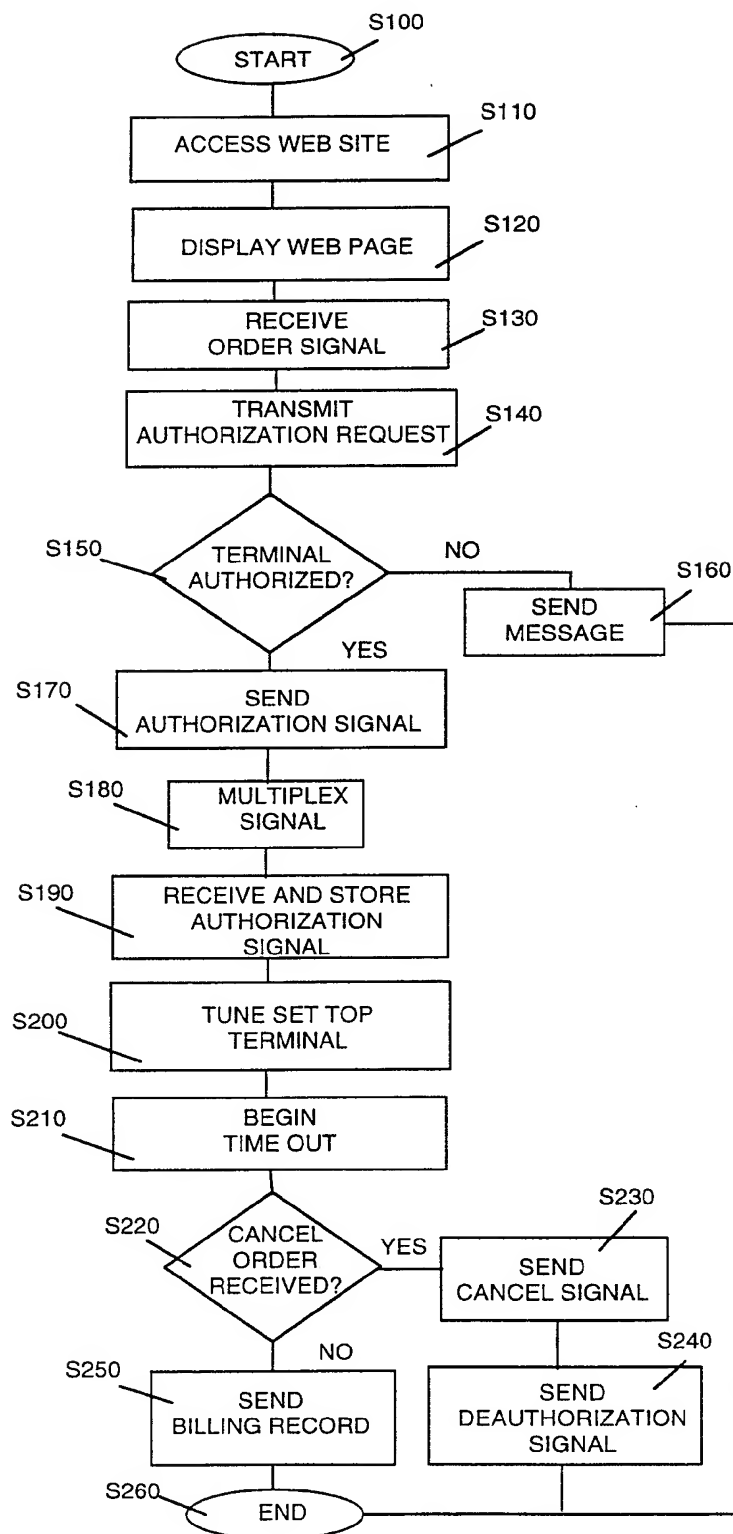 S100
START
S110
ACCESS WEB SITE
S120
DISPLAY WEB PAGE
S130
RECEIVE
ORDER SIGNAL
TRANSMIT
AUTHORIZATION REQUEST
S140
S150
TERMINAL
AUTHORIZED?
NO
S160
SEND
MESSAGE
YES
S170
SEND
AUTHORIZATION SIGNAL
S180
MULTIPLEX
SIGNAL
S190
RECEIVE AND STORE
AUTHORIZATION
SIGNAL
S200
TUNE SET TOP
TERMINAL
S210
BEGIN
TIME OUT
S220
CANCEL
ORDER
RECEIVED?
YES
S230
SEND
CANCEL SIGNAL
NO
S240
SEND
DEAUTHORIZATION
SIGNAL
S250
SEND
BILLING RECORD
S260
END